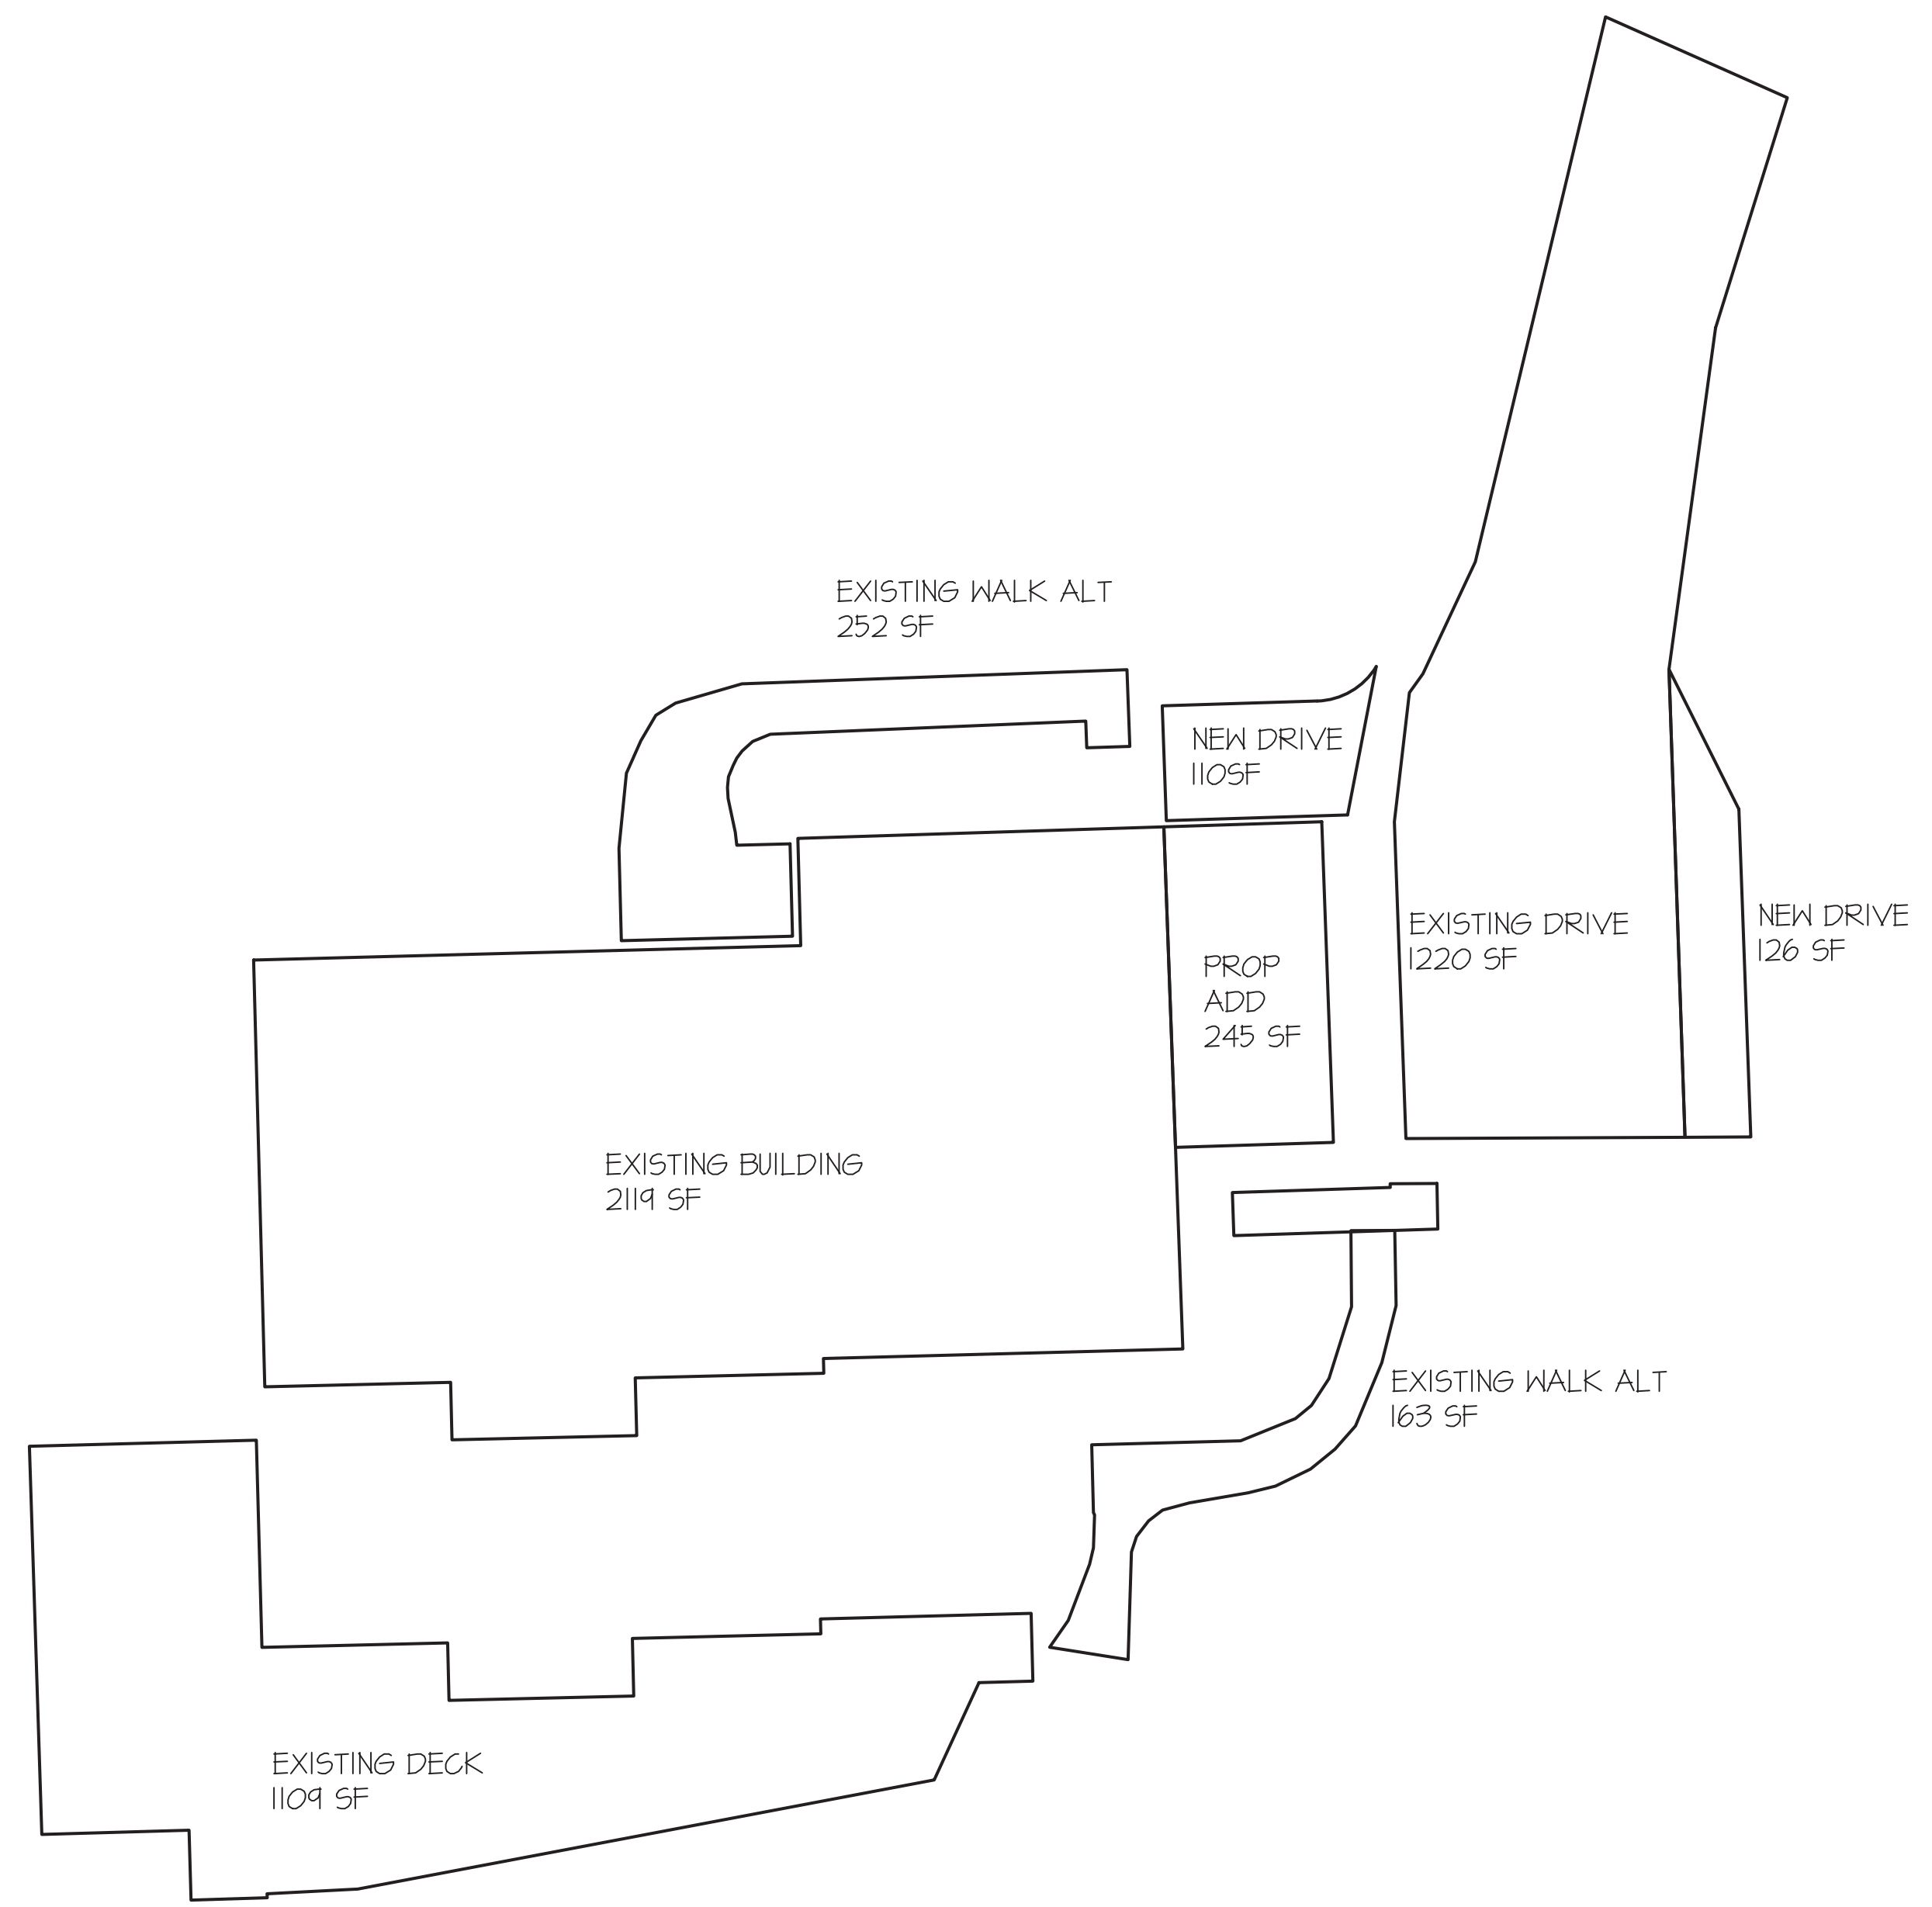 EXISTING WALK ALT
252 SF
NEW DRIVE
110SF
EXISTING DRIVE
1220 SF
NEW DRIVE
126 SF
PROP
ADD
245 SF
EXISTING BUILDING
2119 SF
EXISTING WALK ALT
163 SF
EXISTING DECK
1109 SF